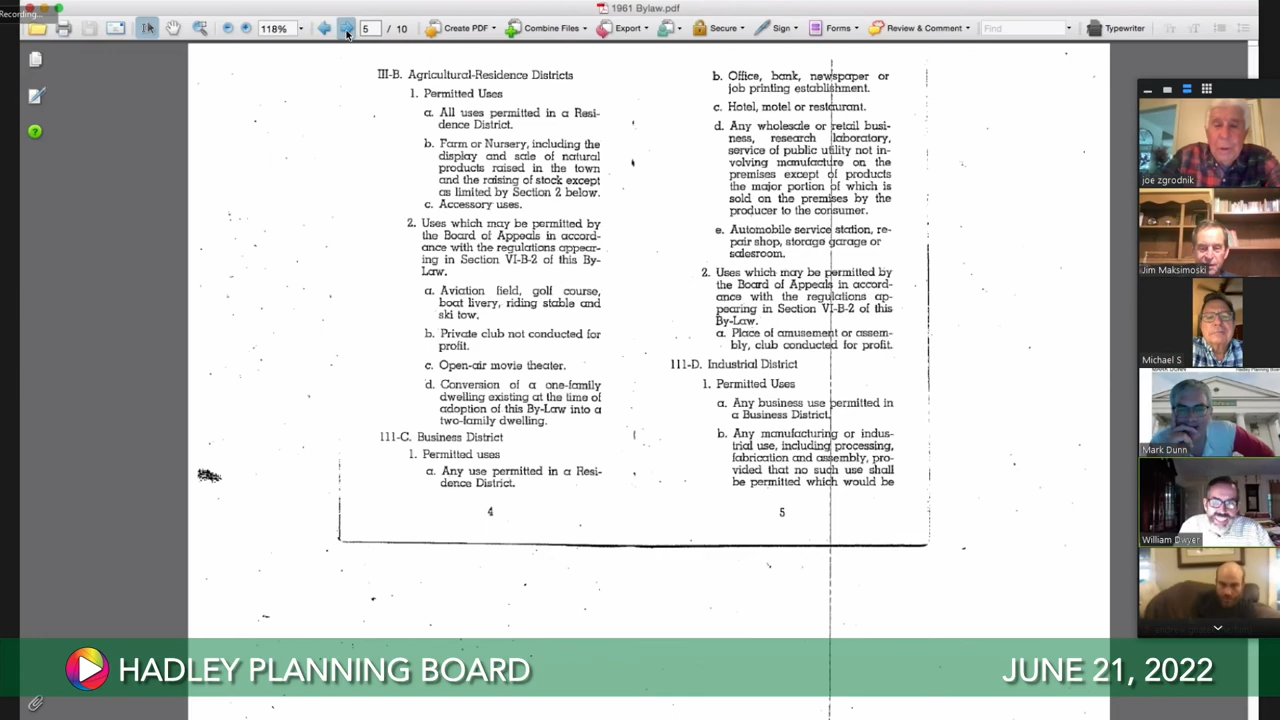 Recording...
1961 Bylaw.pdf
118%
5 / 10
Create PDF
Combine Files
Export
Secure
Sign
Forms
Review & Comment
Find
Typewriter
III-B. Agricultural-Residence Districts
1. Permitted Uses
a. All uses permitted in a Resi-
dence District.
b. Farm or Nursery, including the
display and sale of natural
products raised in the town
and the raising of stock except
as limited by Section 2 below.
c. Accessory uses.
2. Uses which may be permitted by
the Board of Appeals in accord-
ance with the regulations appear-
ing in Section VI-B-2 of this By-
Law.
a. Aviation field, golf course,
boat livery, riding stable and
ski tow.
b. Private club not conducted for
profit.
c. Open-air movie theater.
d. Conversion of a one-family
dwelling existing at the time of
adoption of this By-Law into a
two-family dwelling.
111-C. Business District
1. Permitted uses
a. Any use permitted in a Resi-
dence District.
4
b. Office, bank, newspaper or
job printing establishment.
c. Hotel, motel or restaurant.
d. Any wholesale or retail busi-
ness, research laboratory,
service of public utility not in-
volving manufacture on the
premises except of products
the major portion of which is
sold on the premises by the
producer to the consumer.
e. Automobile service station, re-
pair shop, storage garage or
salesroom.
2. Uses which may be permitted by
the Board of Appeals in accord-
ance with the regulations ap-
pearing in Section VI-B-2 of this
By-Law.
a. Place of amusement or assem-
bly, club conducted for profit.
111-D. Industrial District
1. Permitted Uses
a. Any business use permitted in
a Business District.
b. Any manufacturing or indus-
trial use, including processing,
fabrication and assembly, pro-
vided that no such use shall
be permitted which would be
5
joe zgrodnik
Jim Maksimoski
Michael S
MARK DUNN
Hadley Planning Board
Mark Dunn
William Dwyer
HADLEY PLANNING BOARD
JUNE 21, 2022